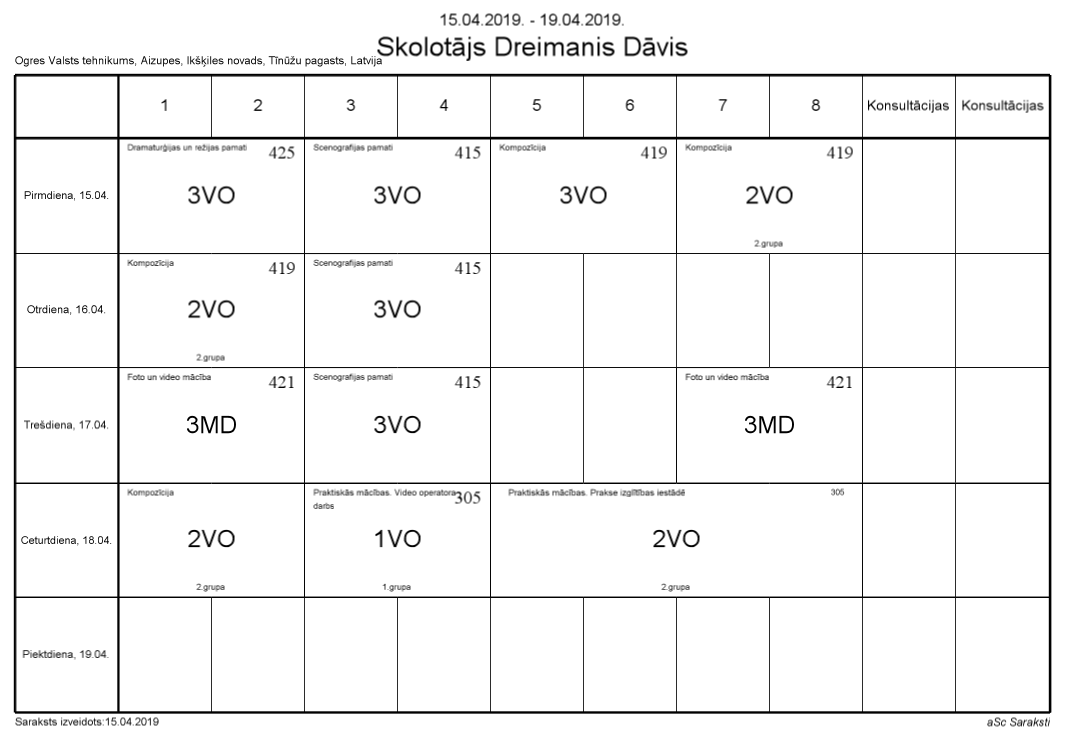 15.04.2019. - 19.04.2019.
Skolotājs Dreimanis Dāvis
Ogres Valsts tehnikums, Aizupes, Ikšķiles novads, Tīnūžu pagasts, Latvija
1 2 3 4 5 6 7 8 Konsultācijas Konsultācijas
Pirmdiena, 15.04.
Dramaturģijas un režijas pamati 425
3VO
Scenografijas pamati 415
3VO
Kompozīcija 419
3VO
Kompozīcija 419
2VO
2.grupa
Otrdiena, 16.04.
Kompozīcija 419
2VO
2.grupa
Scenografijas pamati 415
3VO
Trešdiena, 17.04.
Foto un video mācība 421
3MD
Scenografijas pamati 415
3VO
Foto un video mācība 421
3MD
Ceturtdiena, 18.04.
Kompozīcija
2VO
2.grupa
Praktiskās mācības. Video operatora 305
darbs
1VO
1.grupa
Praktiskās mācības. Prakse izglītības iestādē 305
2VO
2.grupa
Piektdiena, 19.04.
Saraksts izveidots:15.04.2019
aSc Saraksti